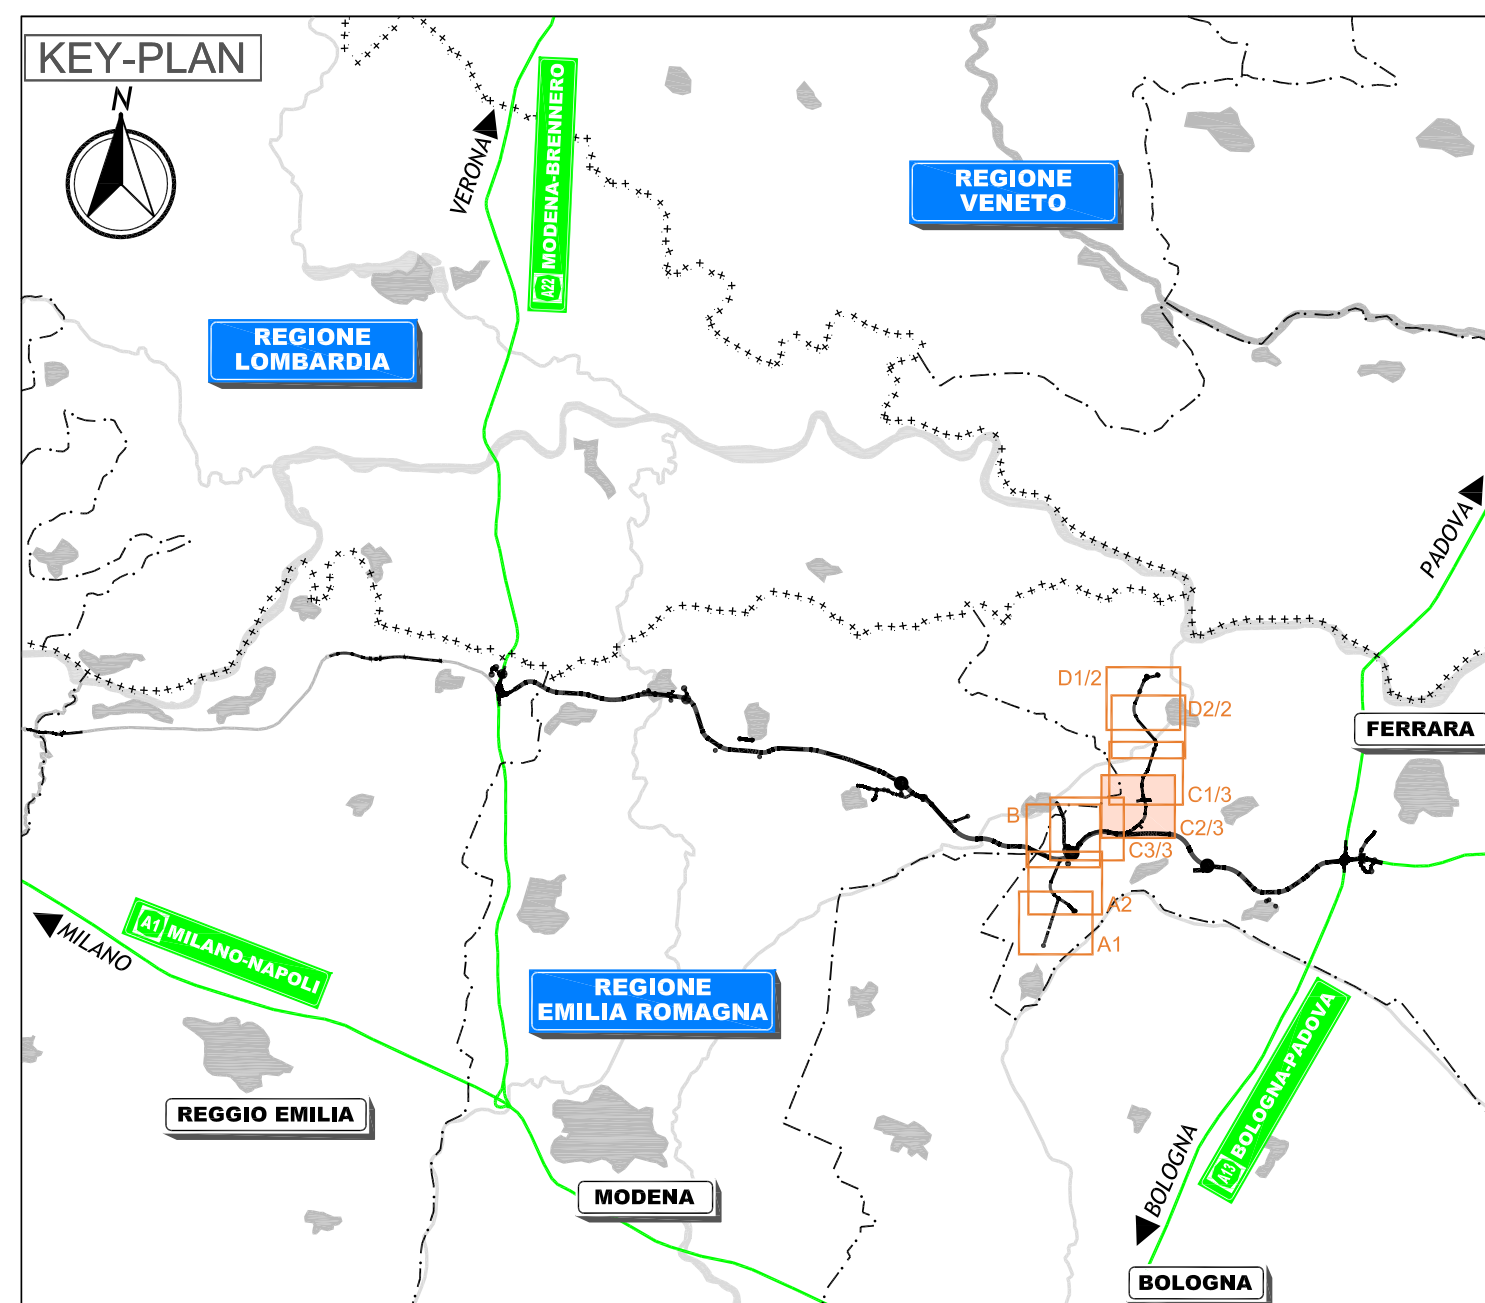 KEY-PLAN
N
VERONA
A22 MODENA-BRENNERO
REGIONE
VENETO
REGIONE
LOMBARDIA
PADOVA
D1/2
D2/2
FERRARA
C1/3
B
C2/3
C3/3
A2
A1
MILANO
A1 MILANO-NAPOLI
REGIONE
EMILIA ROMAGNA
A13 BOLOGNA-PADOVA
REGGIO EMILIA
BOLOGNA
MODENA
BOLOGNA